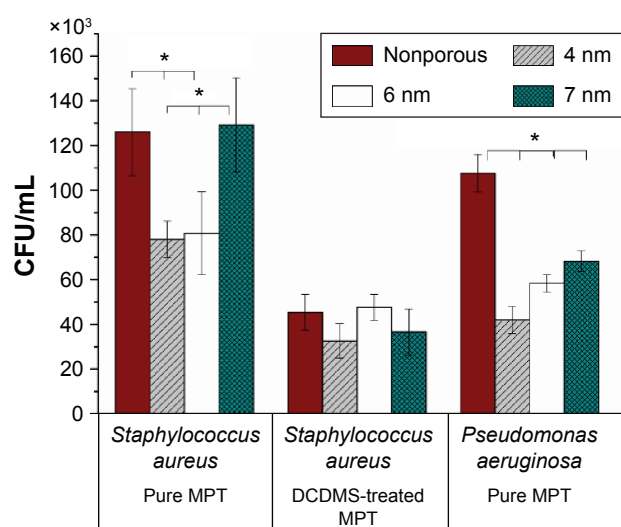 ×10³
160
140
120
100
80
60
40
20
0
CFU/mL
*
*
*
Nonporous
4 nm
6 nm
7 nm
Staphylococcus
aureus
Pure MPT
Staphylococcus
aureus
DCDMS-treated
MPT
Pseudomonas
aeruginosa
Pure MPT